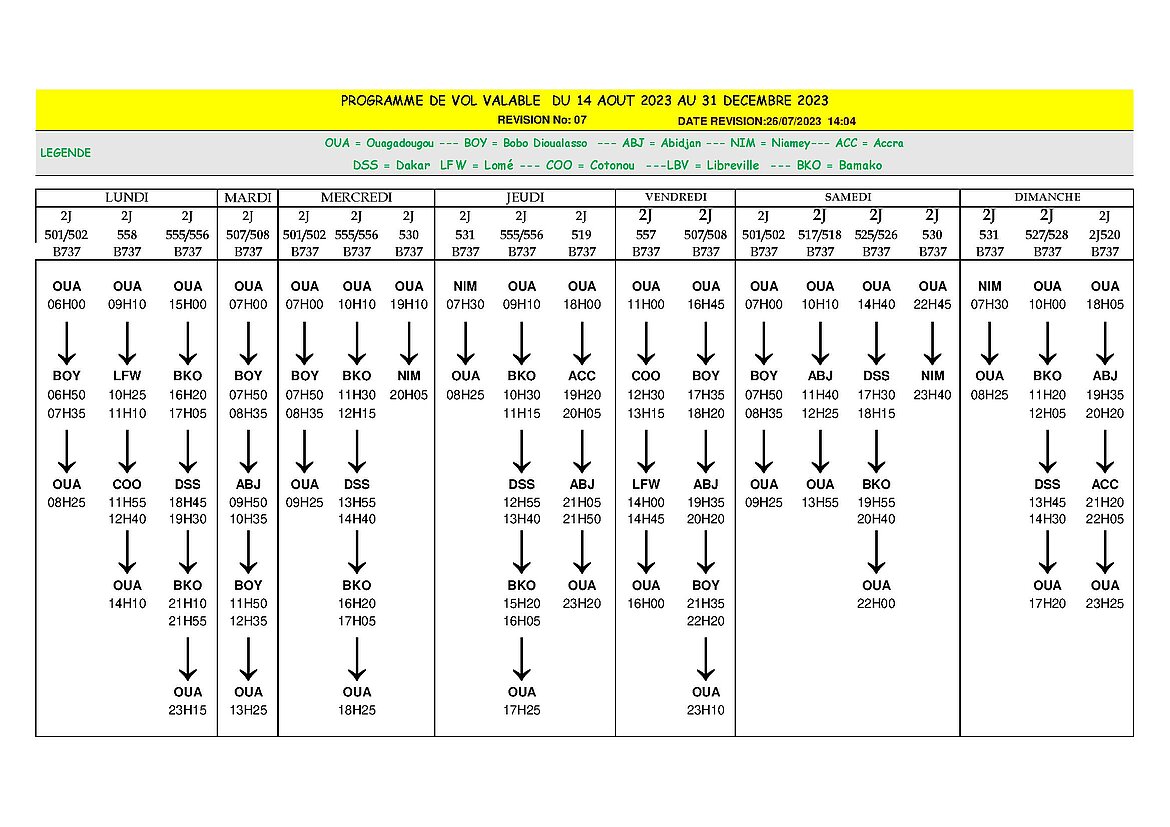 PROGRAMME DE VOL VALABLE DU 14 AOUT 2023 AU 31 DECEMBRE 2023
REVISION No: 07 DATE REVISION:26/07/2023 14:04
OUA = Ouagadougou --- BOY = Bobo Dioualasso --- ABJ = Abidjan --- NIM = Niamey--- ACC = Accra
LEGENDE
DSS = Dakar LFW = Lomé --- COO = Cotonou ---LBV = Libreville --- BKO = Bamako
LUNDI MARDI MERCREDI JEUDI VENDREDI SAMEDI DIMANCHE
2J 2J 2J 2J 2J 2J 2J 2J 2J 2J 2J 2J 2J 2J 2J 2J 2J 2J 2J
501/502 558 555/556 507/508 501/502 555/556 530 531 555/556 519 557 507/508 501/502 517/518 525/526 530 531 527/528 2J520
B737 B737 B737 B737 B737 B737 B737 B737 B737 B737 B737 B737 B737 B737 B737 B737 B737 B737 B737
OUA OUA OUA OUA OUA OUA OUA NIM OUA OUA OUA OUA OUA OUA OUA OUA NIM OUA OUA
06H00 09H10 15H00 07H00 07H00 10H10 19H10 07H30 09H10 18H00 11H00 16H45 07H00 10H10 14H40 22H45 07H30 10H00 18H05
BOY LFW BKO BOY BOY BKO NIM OUA BKO ACC COO BOY BOY ABJ DSS NIM OUA BKO ABJ
06H50 10H25 16H20 07H50 07H50 11H30 20H05 08H25 10H30 19H20 12H30 17H35 07H50 11H40 17H30 23H40 08H25 11H20 19H35
07H35 11H10 17H05 08H35 08H35 12H15 11H15 20H05 13H15 18H20 08H35 12H25 18H15 12H05 20H20
OUA COO DSS ABJ OUA DSS DSS ABJ LFW ABJ OUA OUA BKO DSS ACC
08H25 11H55 18H45 09H50 09H25 13H55 12H55 21H05 14H00 19H35 09H25 13H55 19H55 13H45 21H20
12H40 19H30 10H35 14H40 13H40 21H50 14H45 20H20 20H40 14H30 22H05
OUA BKO BOY BKO BKO OUA OUA BOY OUA OUA OUA
14H10 21H10 11H50 16H20 15H20 23H20 16H00 21H35 22H00 17H20 23H25
21H55 12H35 17H05 16H05 22H20
OUA OUA OUA OUA OUA
23H15 13H25 18H25 17H25 23H10